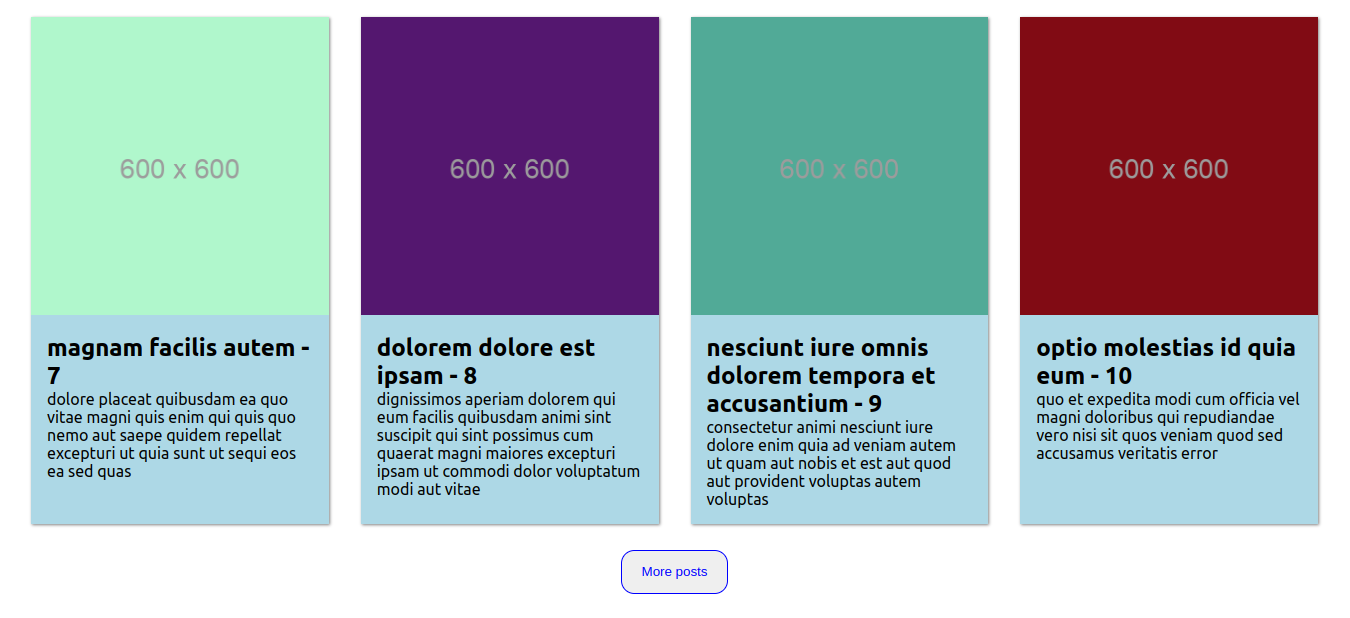 600 x 600
600 x 600
600 x 600
600 x 600
magnam facilis autem -
7
dolore placeat quibusdam ea quo
vitae magni quis enim qui quis quo
nemo aut saepe quidem repellat
excepturi ut quia sunt ut sequi eos
ea sed quas
dolorem dolore est
ipsam - 8
dignissimos aperiam dolorem qui
eum facilis quibusdam animi sint
suscipit qui sint possimus cum
quaerat magni maiores excepturi
ipsam ut commodi dolor voluptatum
modi aut vitae
nesciunt iure omnis
dolorem tempora et
accusantium - 9
consectetur animi nesciunt iure
dolore enim quia ad veniam autem
ut quam aut nobis et est aut quod
aut provident voluptas autem
voluptas
optio molestias id quia
eum - 10
quo et expedita modi cum officia vel
magni doloribus qui repudiandae
vero nisi sit quos veniam quod sed
accusamus veritatis error
More posts